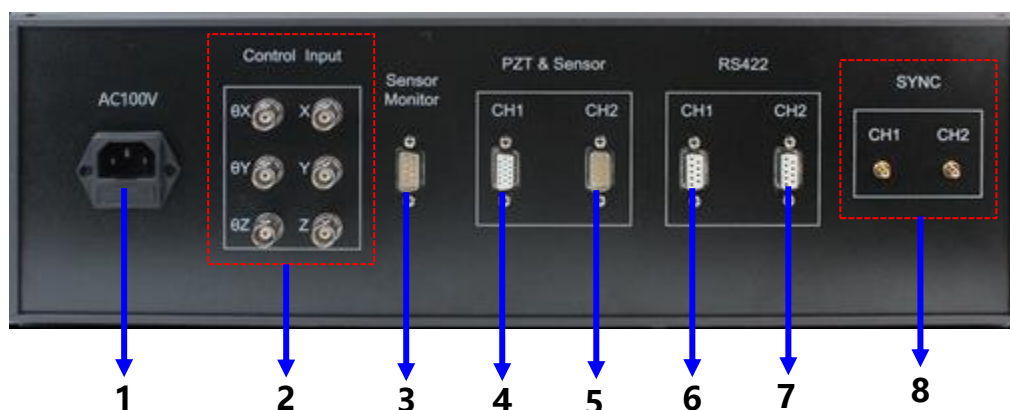 AC100V
Control Input
θX X
θY Y
θZ Z
Sensor
Monitor
PZT & Sensor
CH1 CH2
RS422
CH1 CH2
SYNC
CH1 CH2
1 2 3 4 5 6 7 8